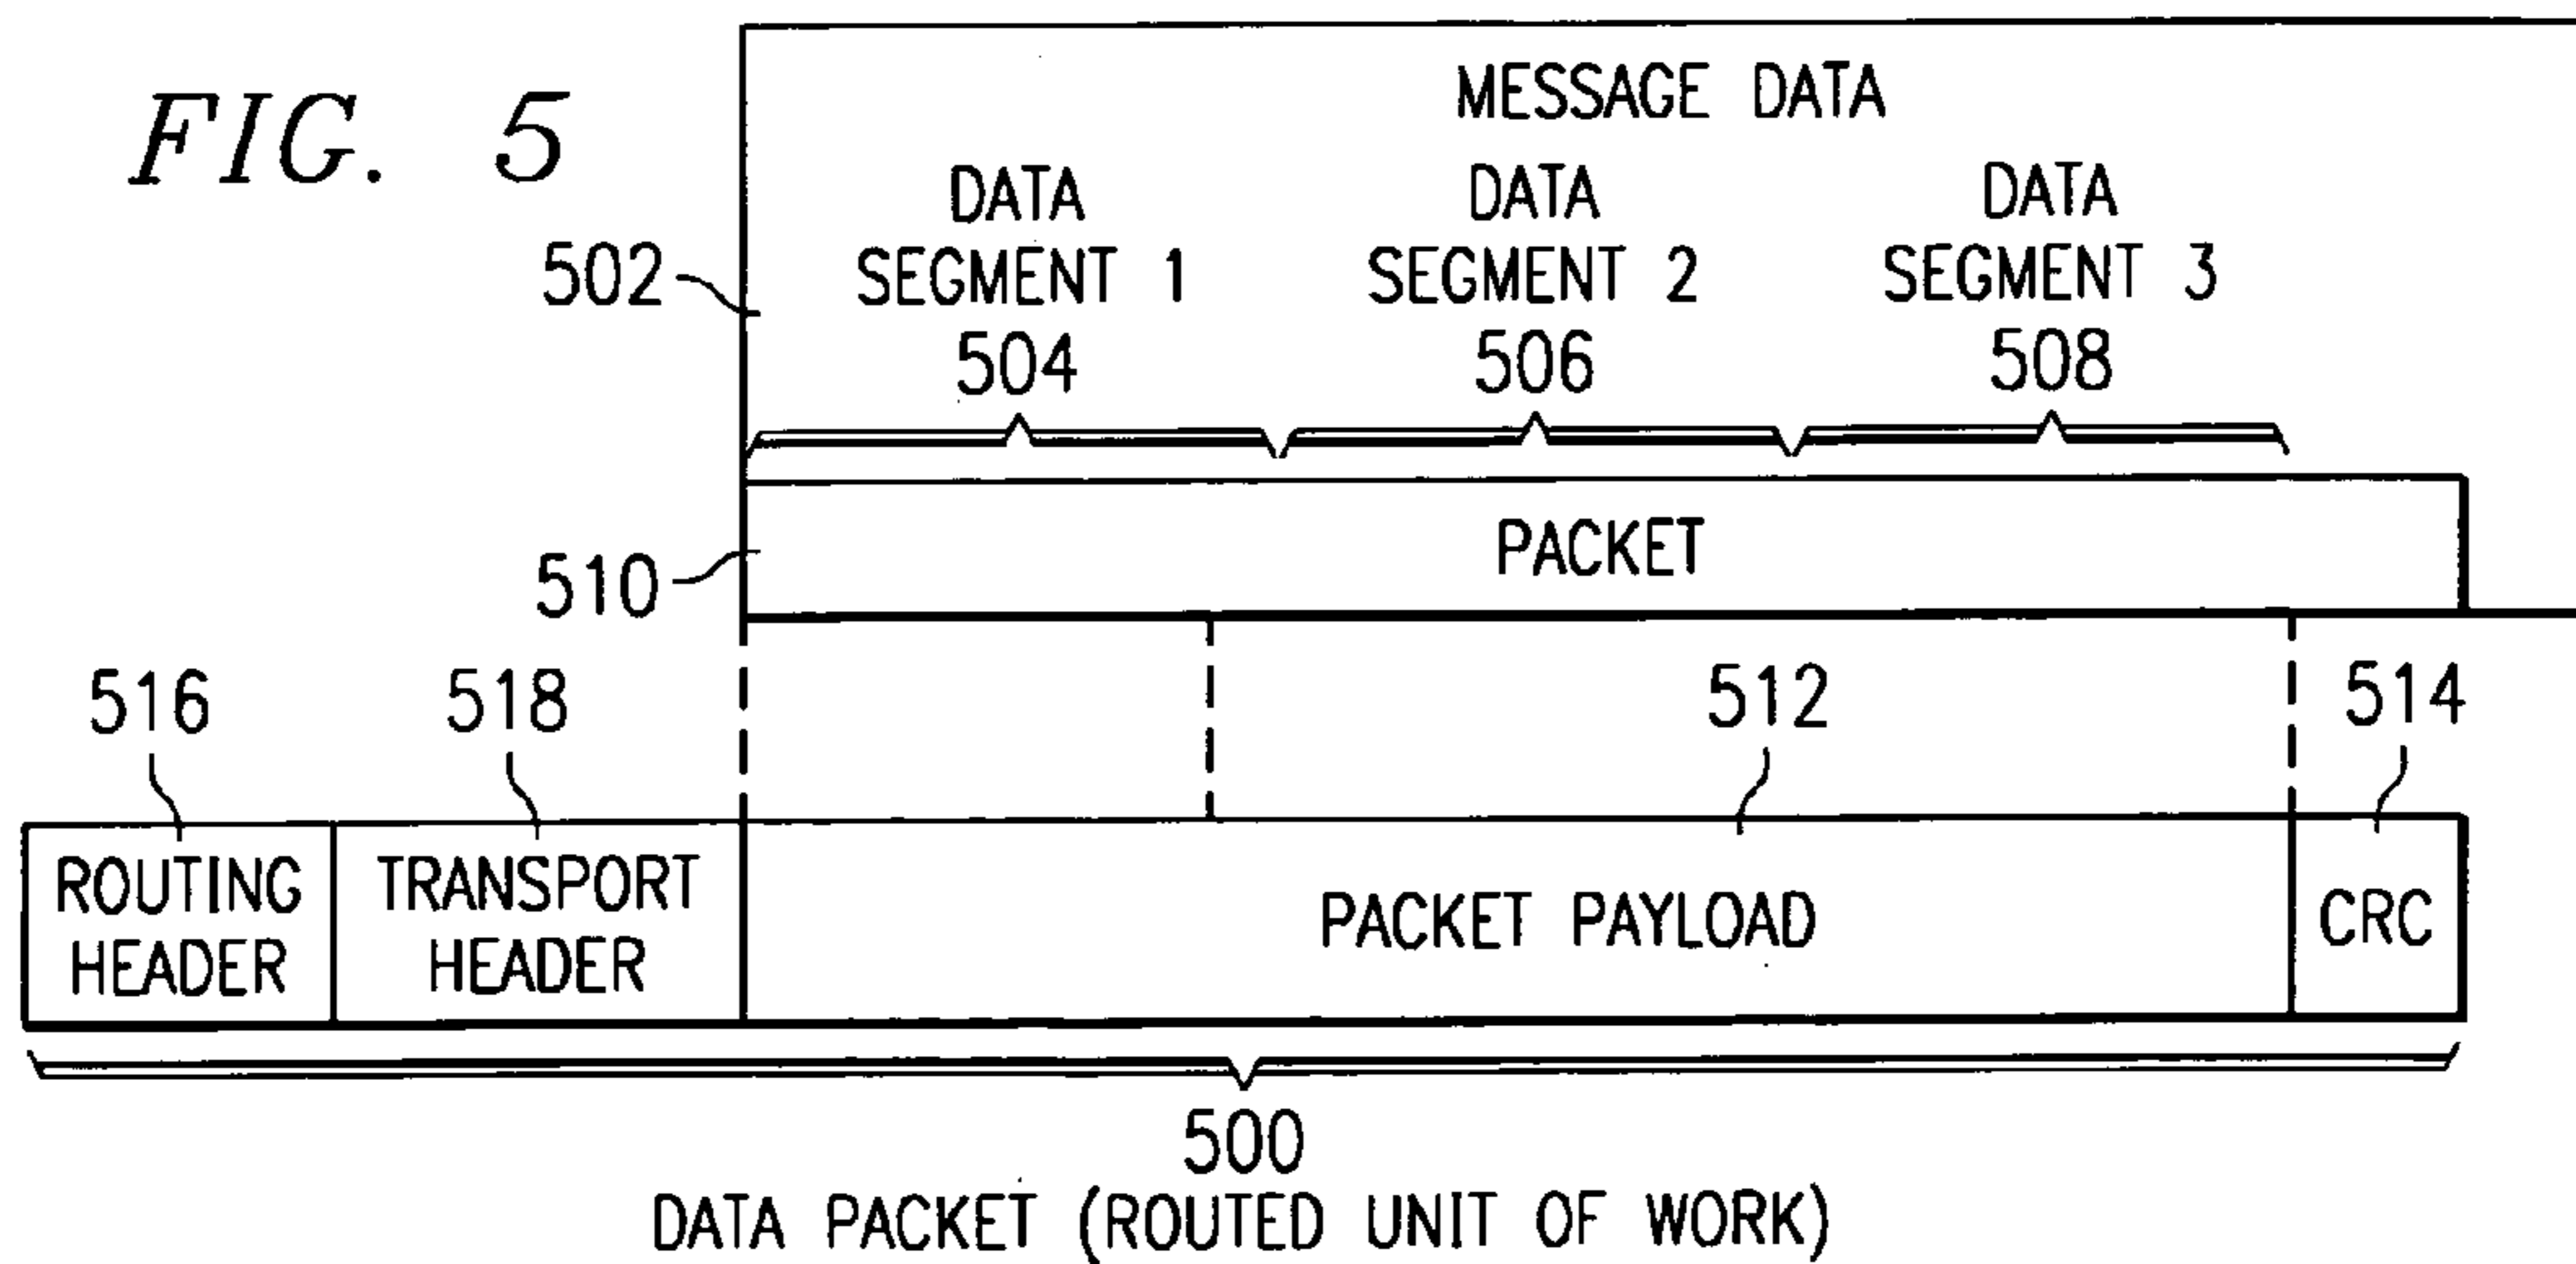 FIG. 5
MESSAGE DATA
DATA
SEGMENT 1
504
DATA
SEGMENT 2
506
DATA
SEGMENT 3
508
502
510
PACKET
516
518
512
514
ROUTING
HEADER
TRANSPORT
HEADER
PACKET PAYLOAD
CRC
500
DATA PACKET (ROUTED UNIT OF WORK)